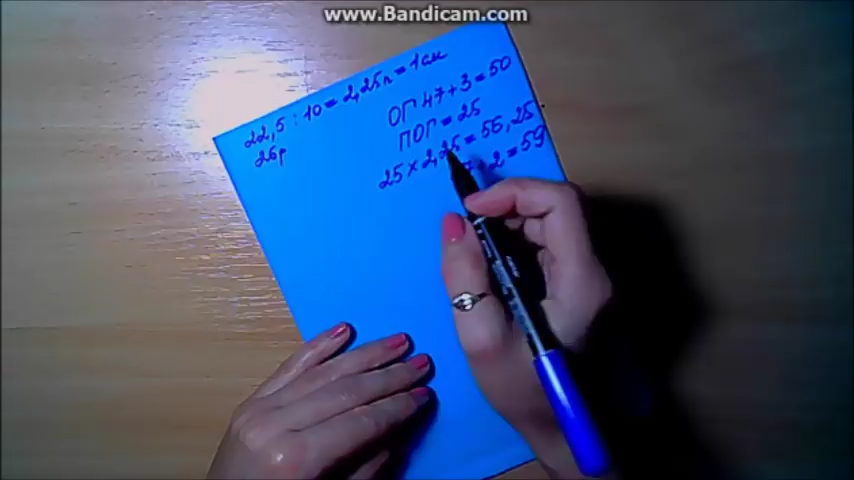 www.Bandicam.com
22,5 : 10 = 2,25п = 1см
26р
ОГ 47 + 3 = 50
ПОГ = 25
25 × 2,25 = 56,25
2 = 59